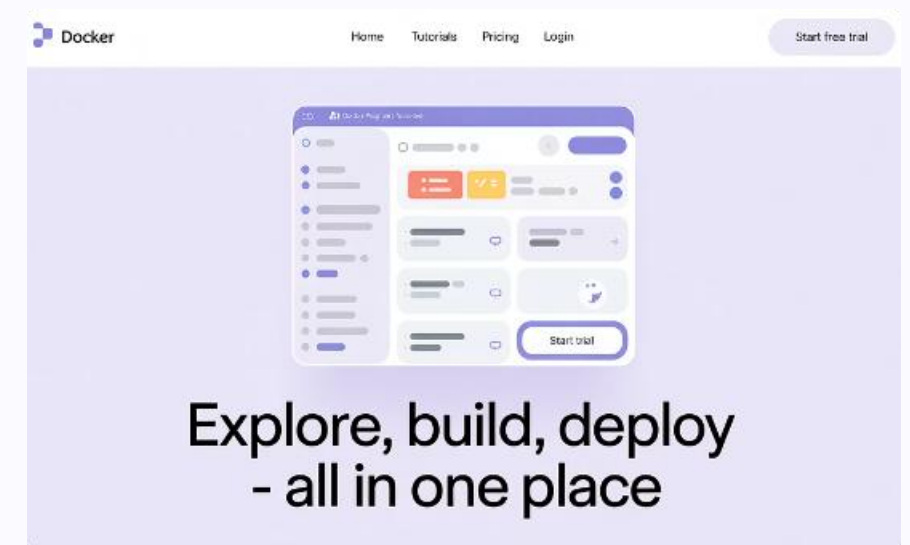 Docker
Home Tutorials Pricing Login
Start free trial
Start trial
Explore, build, deploy
- all in one place